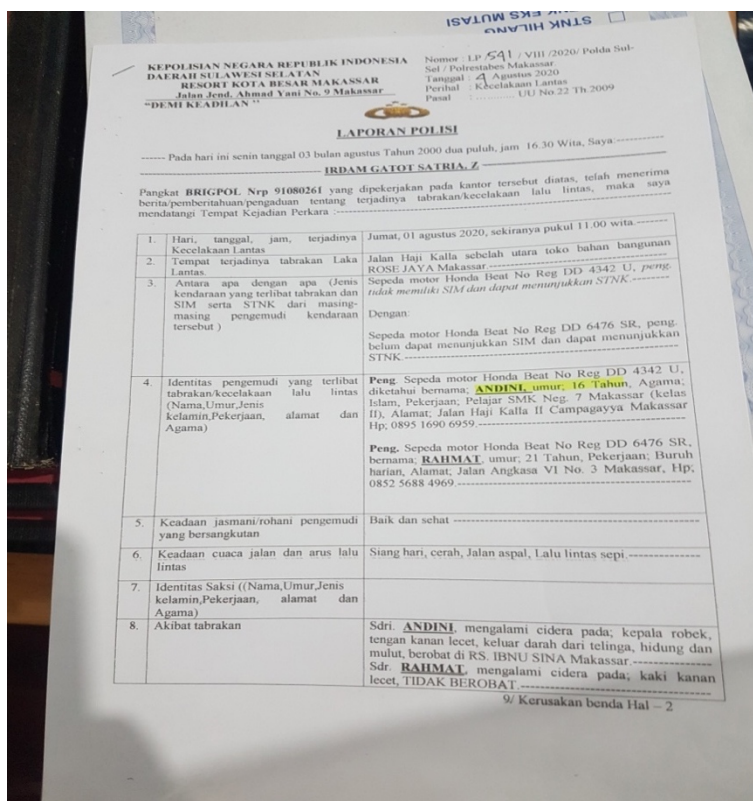 STNK EKS MUTASI
STNK HILANG
KEPOLISIAN NEGARA REPUBLIK INDONESIA
DAERAH SULAWESI SELATAN
RESORT KOTA BESAR MAKASSAR
Jalan Jend. Ahmad Yani No. 9 Makassar
"DEMI KEADILAN "
Nomor : LP /541 / VIII /2020/ Polda Sul-
Sel / Polrestabes Makassar
Tanggal : 4 Agustus 2020
Perihal : Kecelakaan Lantas
Pasal : ............ UU No.22 Th 2009
LAPORAN POLISI
------ Pada hari ini senin tanggal 03 bulan agustus Tahun 2000 dua puluh, jam 16.30 Wita, Saya:-----------
IRDAM GATOT SATRIA, Z
Pangkat BRIGPOL Nrp 91080261 yang dipekerjakan pada kantor tersebut diatas, telah menerima
berita/pemberitahuan/pengaduan tentang terjadinya tabrakan/kecelakaan lalu lintas, maka saya
mendatangi Tempat Kejadian Perkara :-----------
1. Hari, tanggal, jam, terjadinya
Kecelakaan Lantas
Jumat, 01 agustus 2020, sekiranya pukul 11.00 wita.-------
2. Tempat terjadinya tabrakan Laka
Lantas.
Jalan Haji Kalla sebelah utara toko bahan bangunan
ROSE JAYA Makassar.-----------
3. Antara apa dengan apa (Jenis
kendaraan yang terlibat tabrakan dan
SIM serta STNK dari masing-
masing pengemudi kendaraan
tersebut )
Sepeda motor Honda Beat No Reg DD 4342 U, peng.
tidak memiliki SIM dan dapat menunjukkan STNK.---------
Dengan:
Sepeda motor Honda Beat No Reg DD 6476 SR, peng.
belum dapat menunjukkan SIM dan dapat menunjukkan
STNK.-----------
4. Identitas pengemudi yang terlibat
tabrakan/kecelakaan lalu lintas
(Nama,Umur,Jenis
kelamin,Pekerjaan, alamat dan
Agama)
Peng. Sepeda motor Honda Beat No Reg DD 4342 U,
diketahui bernama; ANDINI, umur; 16 Tahun, Agama;
Islam, Pekerjaan; Pelajar SMK Neg. 7 Makassar (kelas
II), Alamat; Jalan Haji Kalla II Campagayya Makassar
Hp; 0895 1690 6959.-----------
Peng. Sepeda motor Honda Beat No Reg DD 6476 SR,
bernama; RAHMAT, umur; 21 Tahun, Pekerjaan; Buruh
harian, Alamat; Jalan Angkasa VI No. 3 Makassar, Hp;
0852 5688 4969.-----------
5. Keadaan jasmani/rohani pengemudi
yang bersangkutan
Baik dan sehat -----------
6. Keadaan cuaca jalan dan arus lalu
lintas
Siang hari, cerah, Jalan aspal, Lalu lintas sepi.-----------
7. Identitas Saksi ((Nama,Umur,Jenis
kelamin,Pekerjaan, alamat dan
Agama)
8. Akibat tabrakan
Sdri. ANDINI, mengalami cidera pada; kepala robek,
tengan kanan lecet, keluar darah dari telinga, hidung dan
mulut, berobat di RS. IBNU SINA Makassar.-----------
Sdr. RAHMAT, mengalami cidera pada; kaki kanan
lecet, TIDAK BEROBAT.-----------
9/ Kerusakan benda Hal – 2